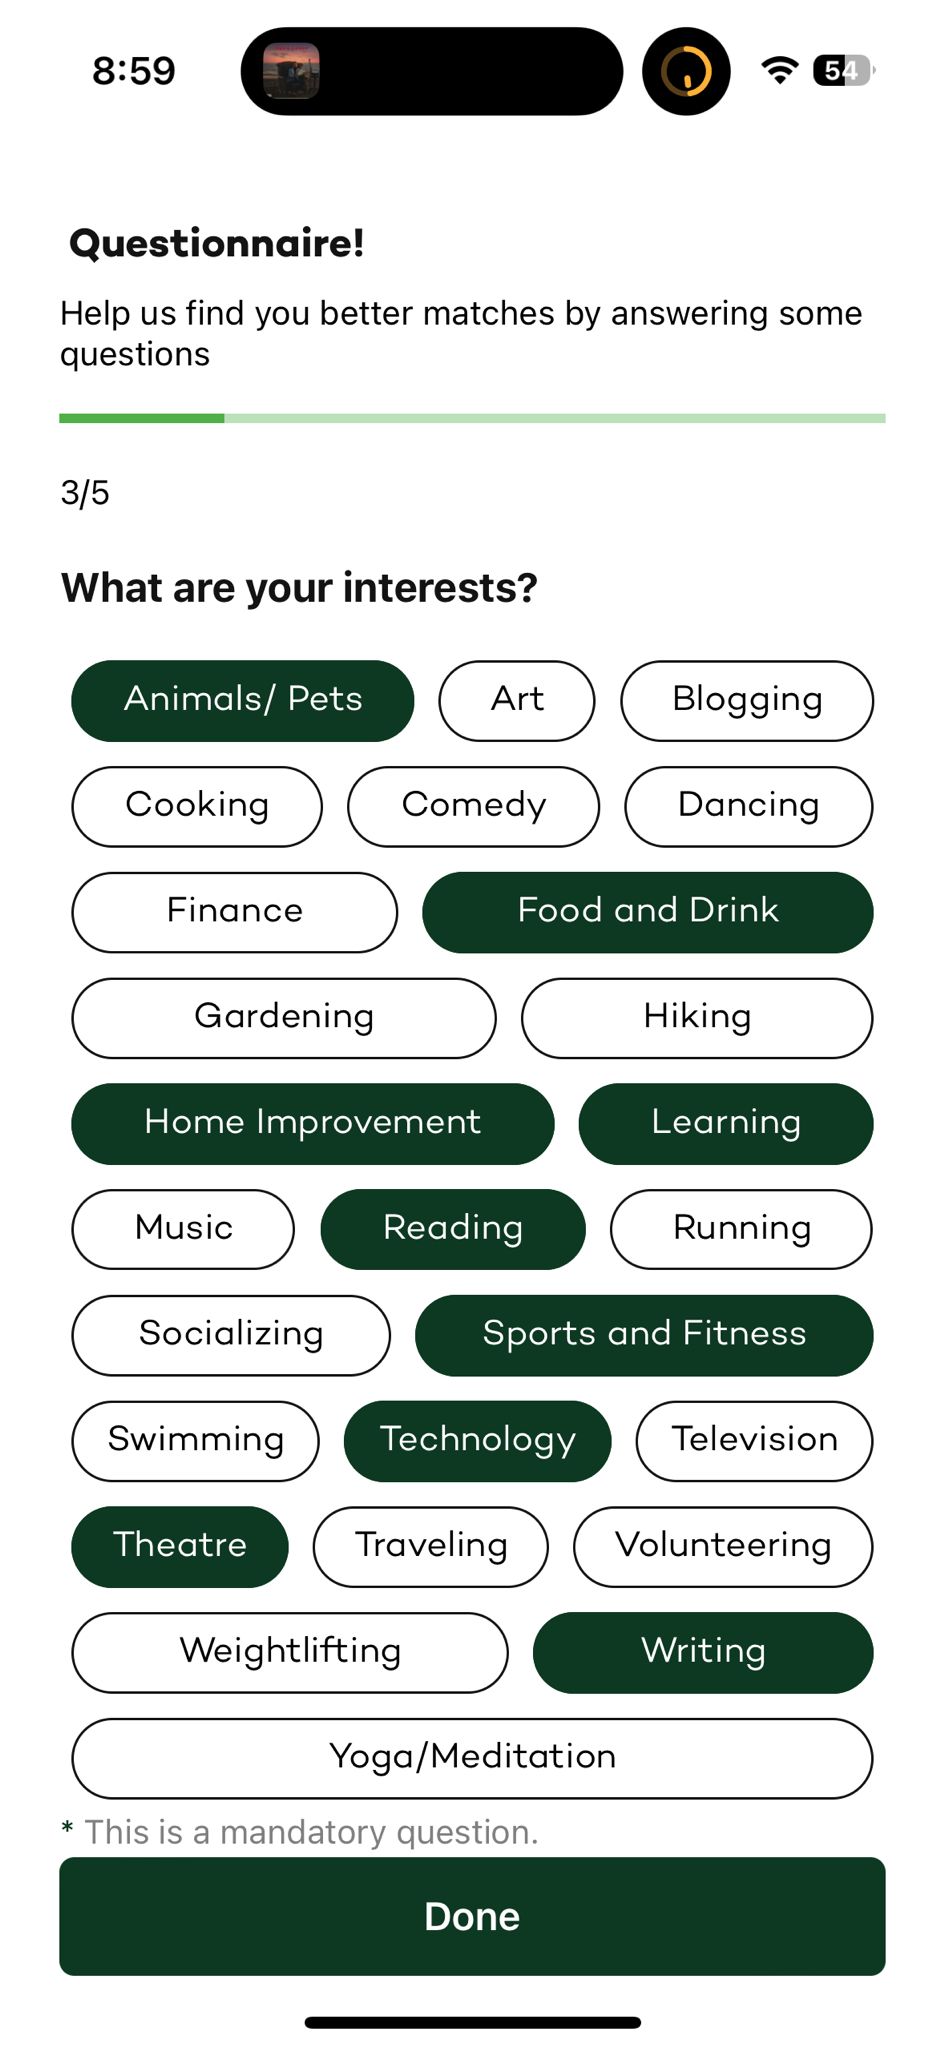 8:59
54
Questionnaire!
Help us find you better matches by answering some
questions
3/5
What are your interests?
Animals/ Pets Art Blogging
Cooking Comedy Dancing
Finance Food and Drink
Gardening Hiking
Home Improvement Learning
Music Reading Running
Socializing Sports and Fitness
Swimming Technology Television
Theatre Traveling Volunteering
Weightlifting Writing
Yoga/Meditation
* This is a mandatory question.
Done